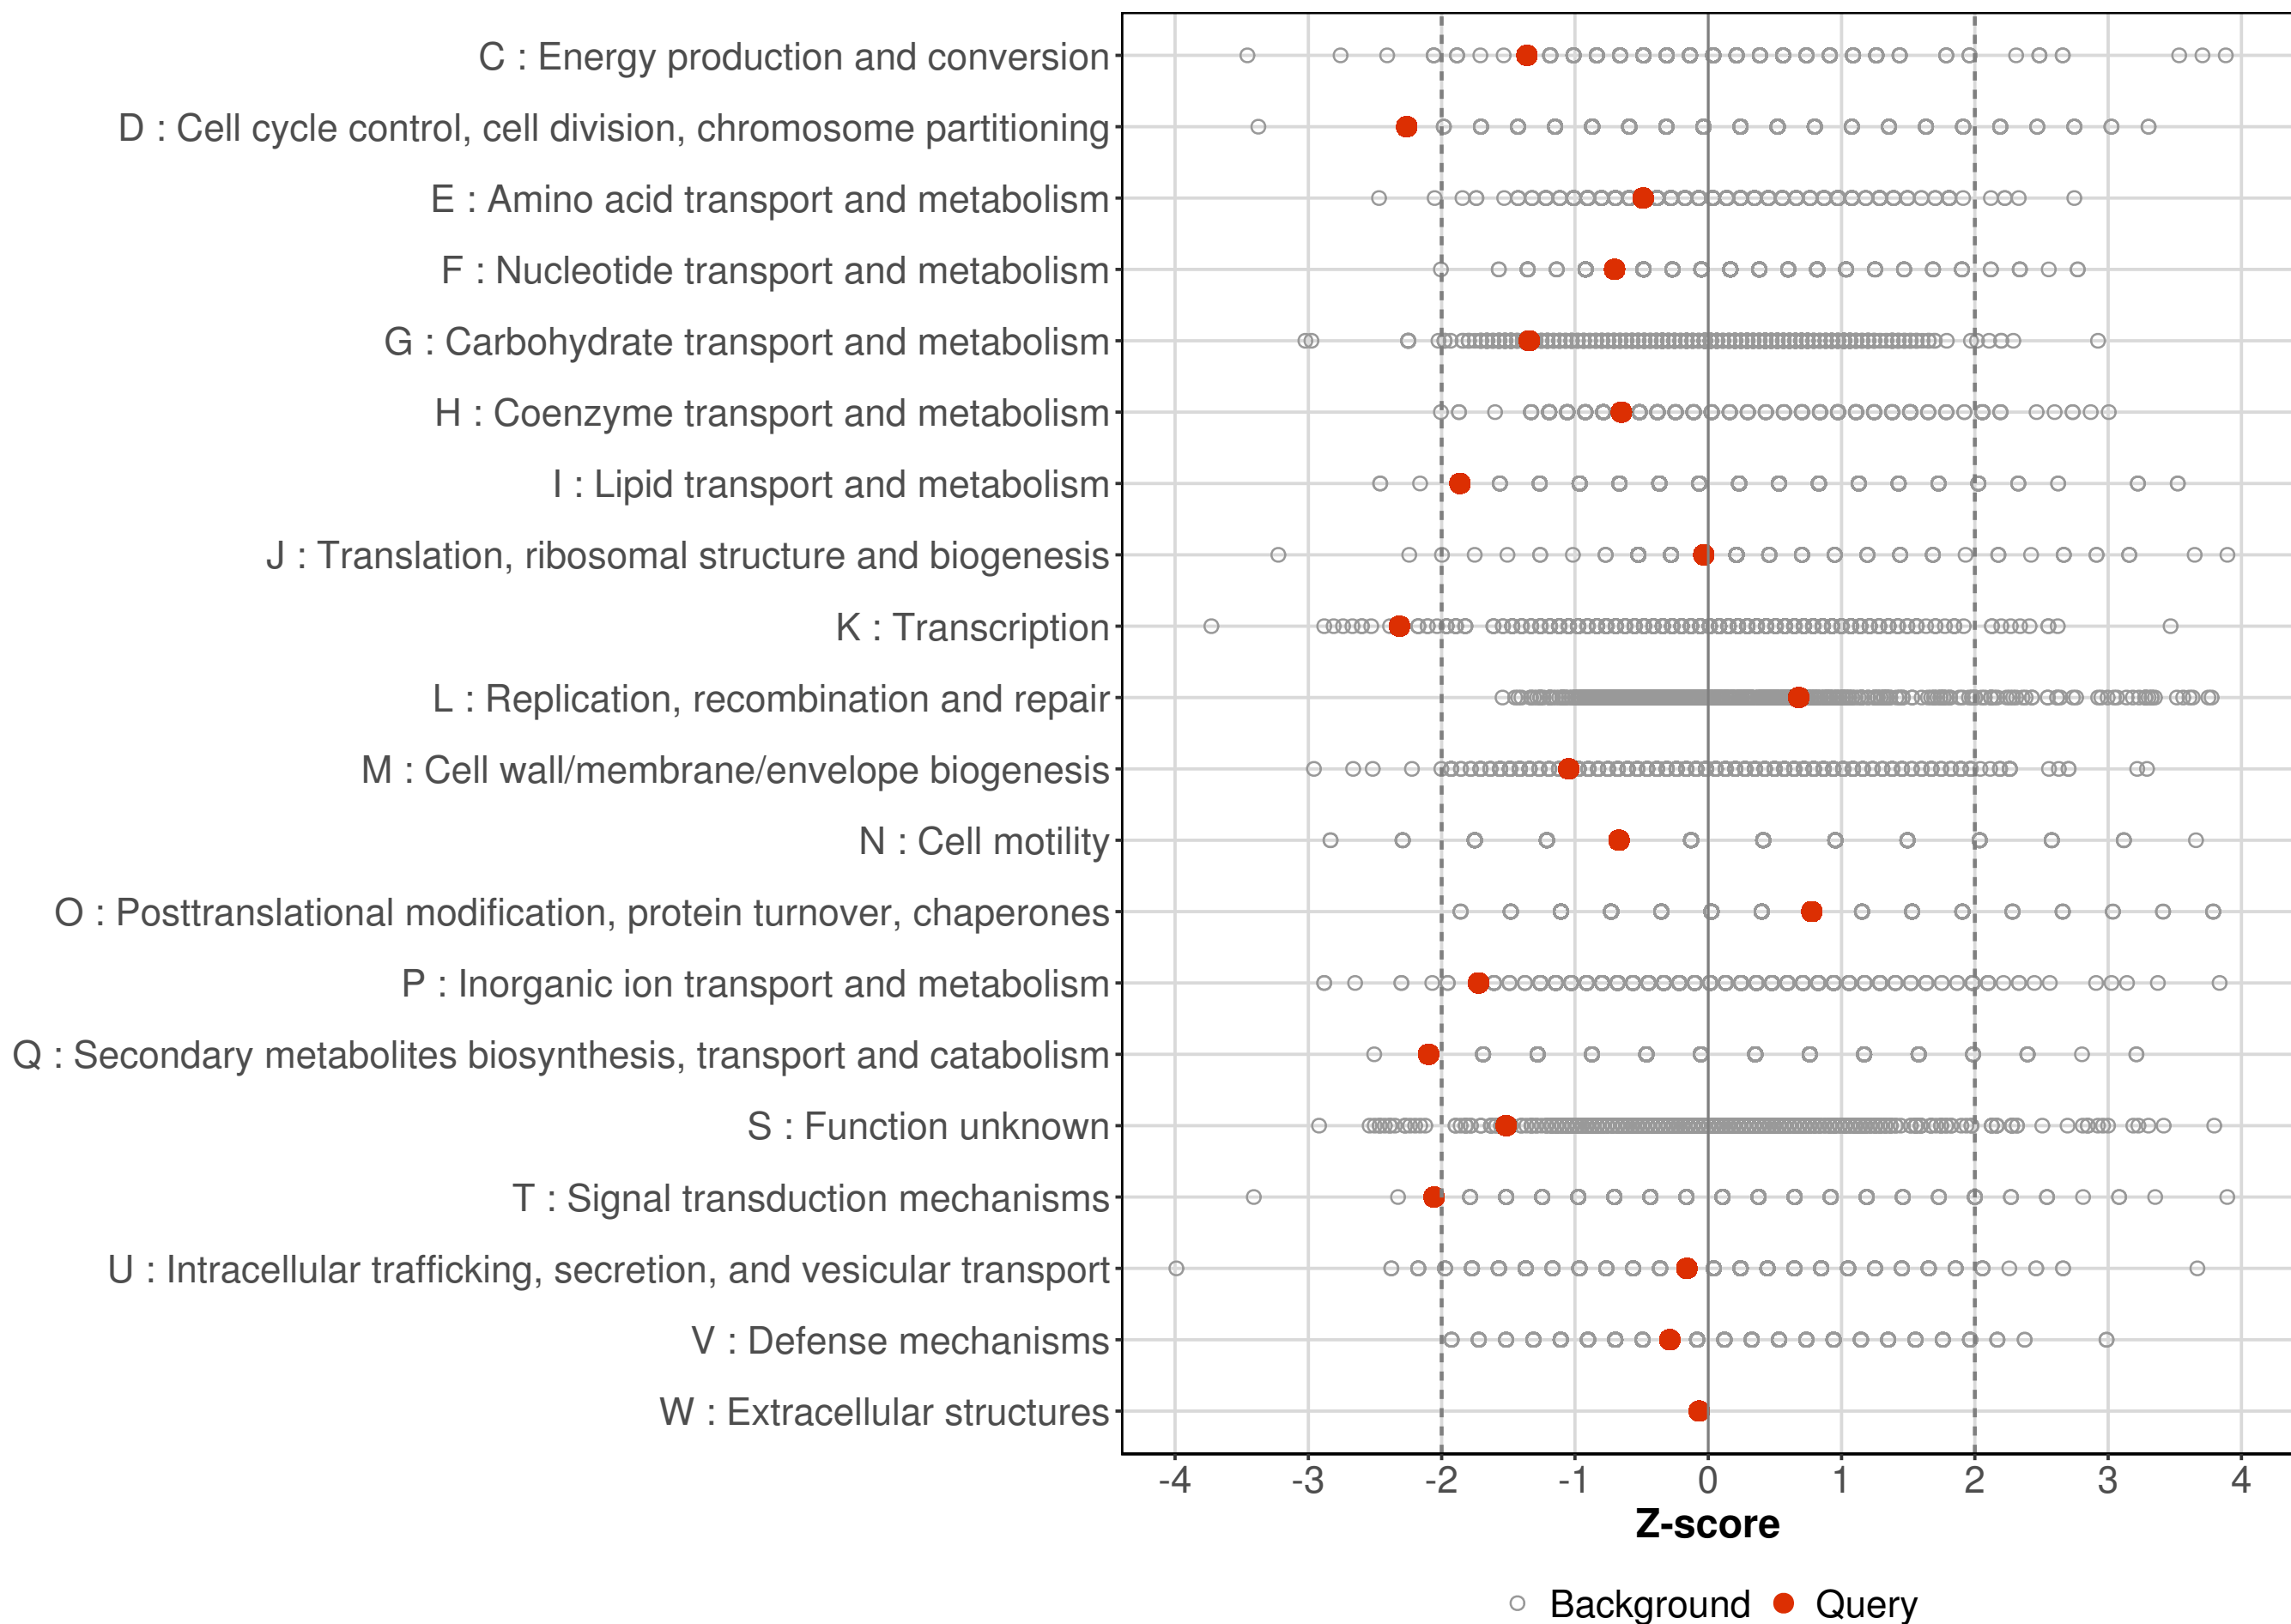 C : Energy production and conversion
D : Cell cycle control, cell division, chromosome partitioning
E : Amino acid transport and metabolism
F : Nucleotide transport and metabolism
G : Carbohydrate transport and metabolism
H : Coenzyme transport and metabolism
I : Lipid transport and metabolism
J : Translation, ribosomal structure and biogenesis
K : Transcription
L : Replication, recombination and repair
M : Cell wall/membrane/envelope biogenesis
N : Cell motility
O : Posttranslational modification, protein turnover, chaperones
P : Inorganic ion transport and metabolism
Q : Secondary metabolites biosynthesis, transport and catabolism
S : Function unknown
T : Signal transduction mechanisms
U : Intracellular trafficking, secretion, and vesicular transport
V : Defense mechanisms
W : Extracellular structures
-4 -3 -2 -1 0 1 2 3 4
Z-score
Background Query